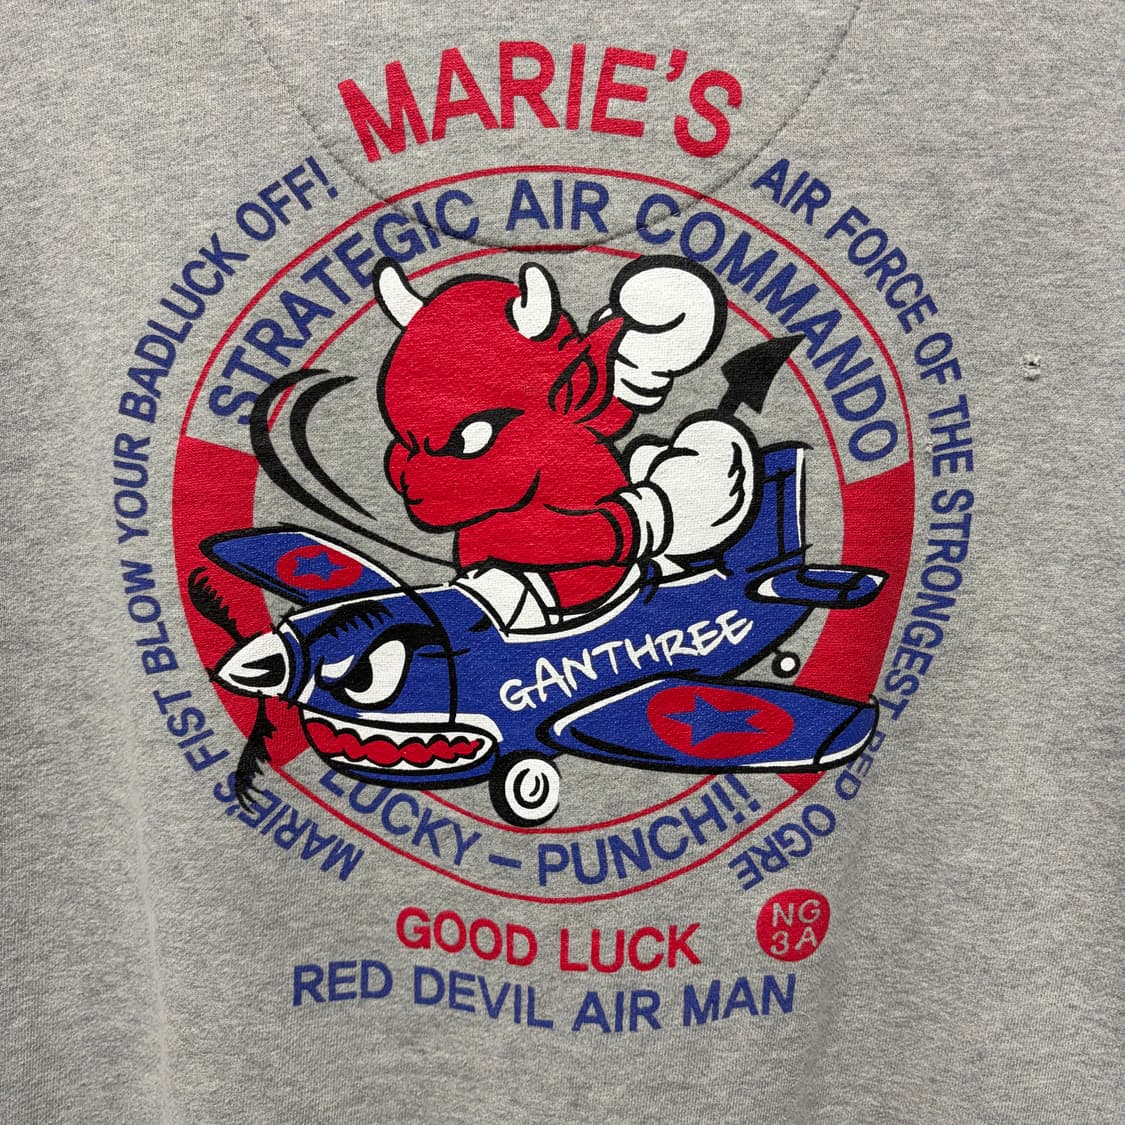 MARIE'S
STRATEGIC AIR COMMANDO
MARIE'S FIST BLOW YOUR BADLUCK OFF!
AIR FORCE OF THE STRONGEST RED OGRE
GANTHREE
LUCKY – PUNCH!¡¡
GOOD LUCK
NG
3A
RED DEVIL AIR MAN